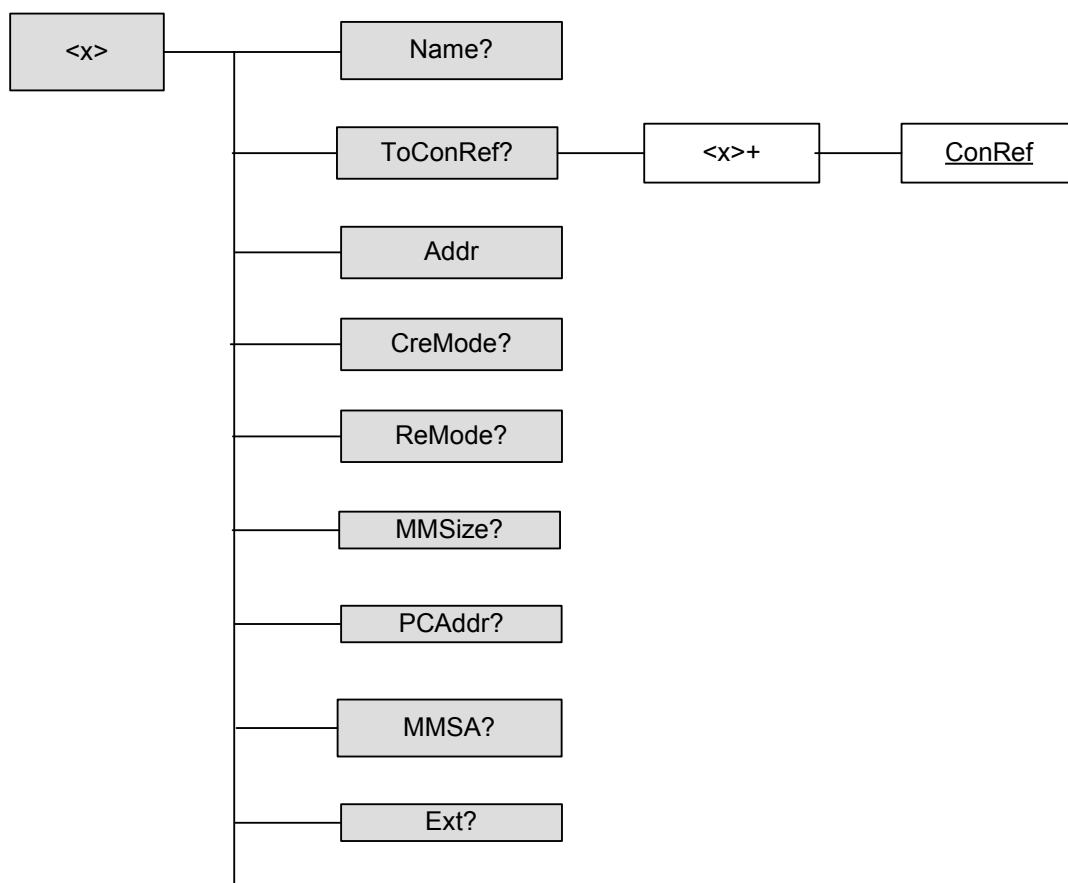 <x>
Name?
ToConRef?
<x>+
ConRef
Addr
CreMode?
ReMode?
MMSize?
PCAddr?
MMSA?
Ext?